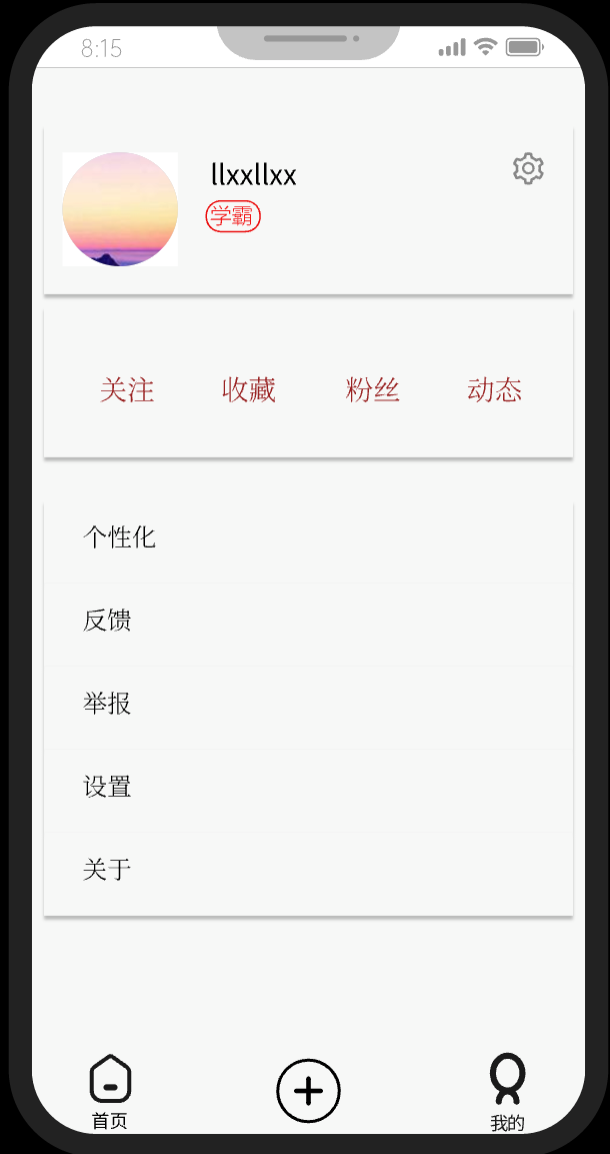 8:15
llxxllxx
学霸
关注 收藏 粉丝 动态
个性化
反馈
举报
设置
关于
首页 我的